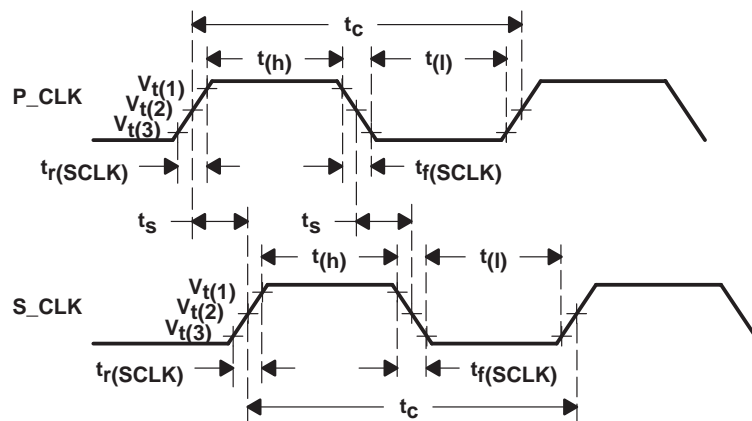 tc
t(h)
t(l)
Vt(1)
P_CLK
Vt(2)
Vt(3)
tr(SCLK)
tf(SCLK)
ts
ts
t(h)
t(l)
Vt(1)
S_CLK
Vt(2)
Vt(3)
tr(SCLK)
tf(SCLK)
tc